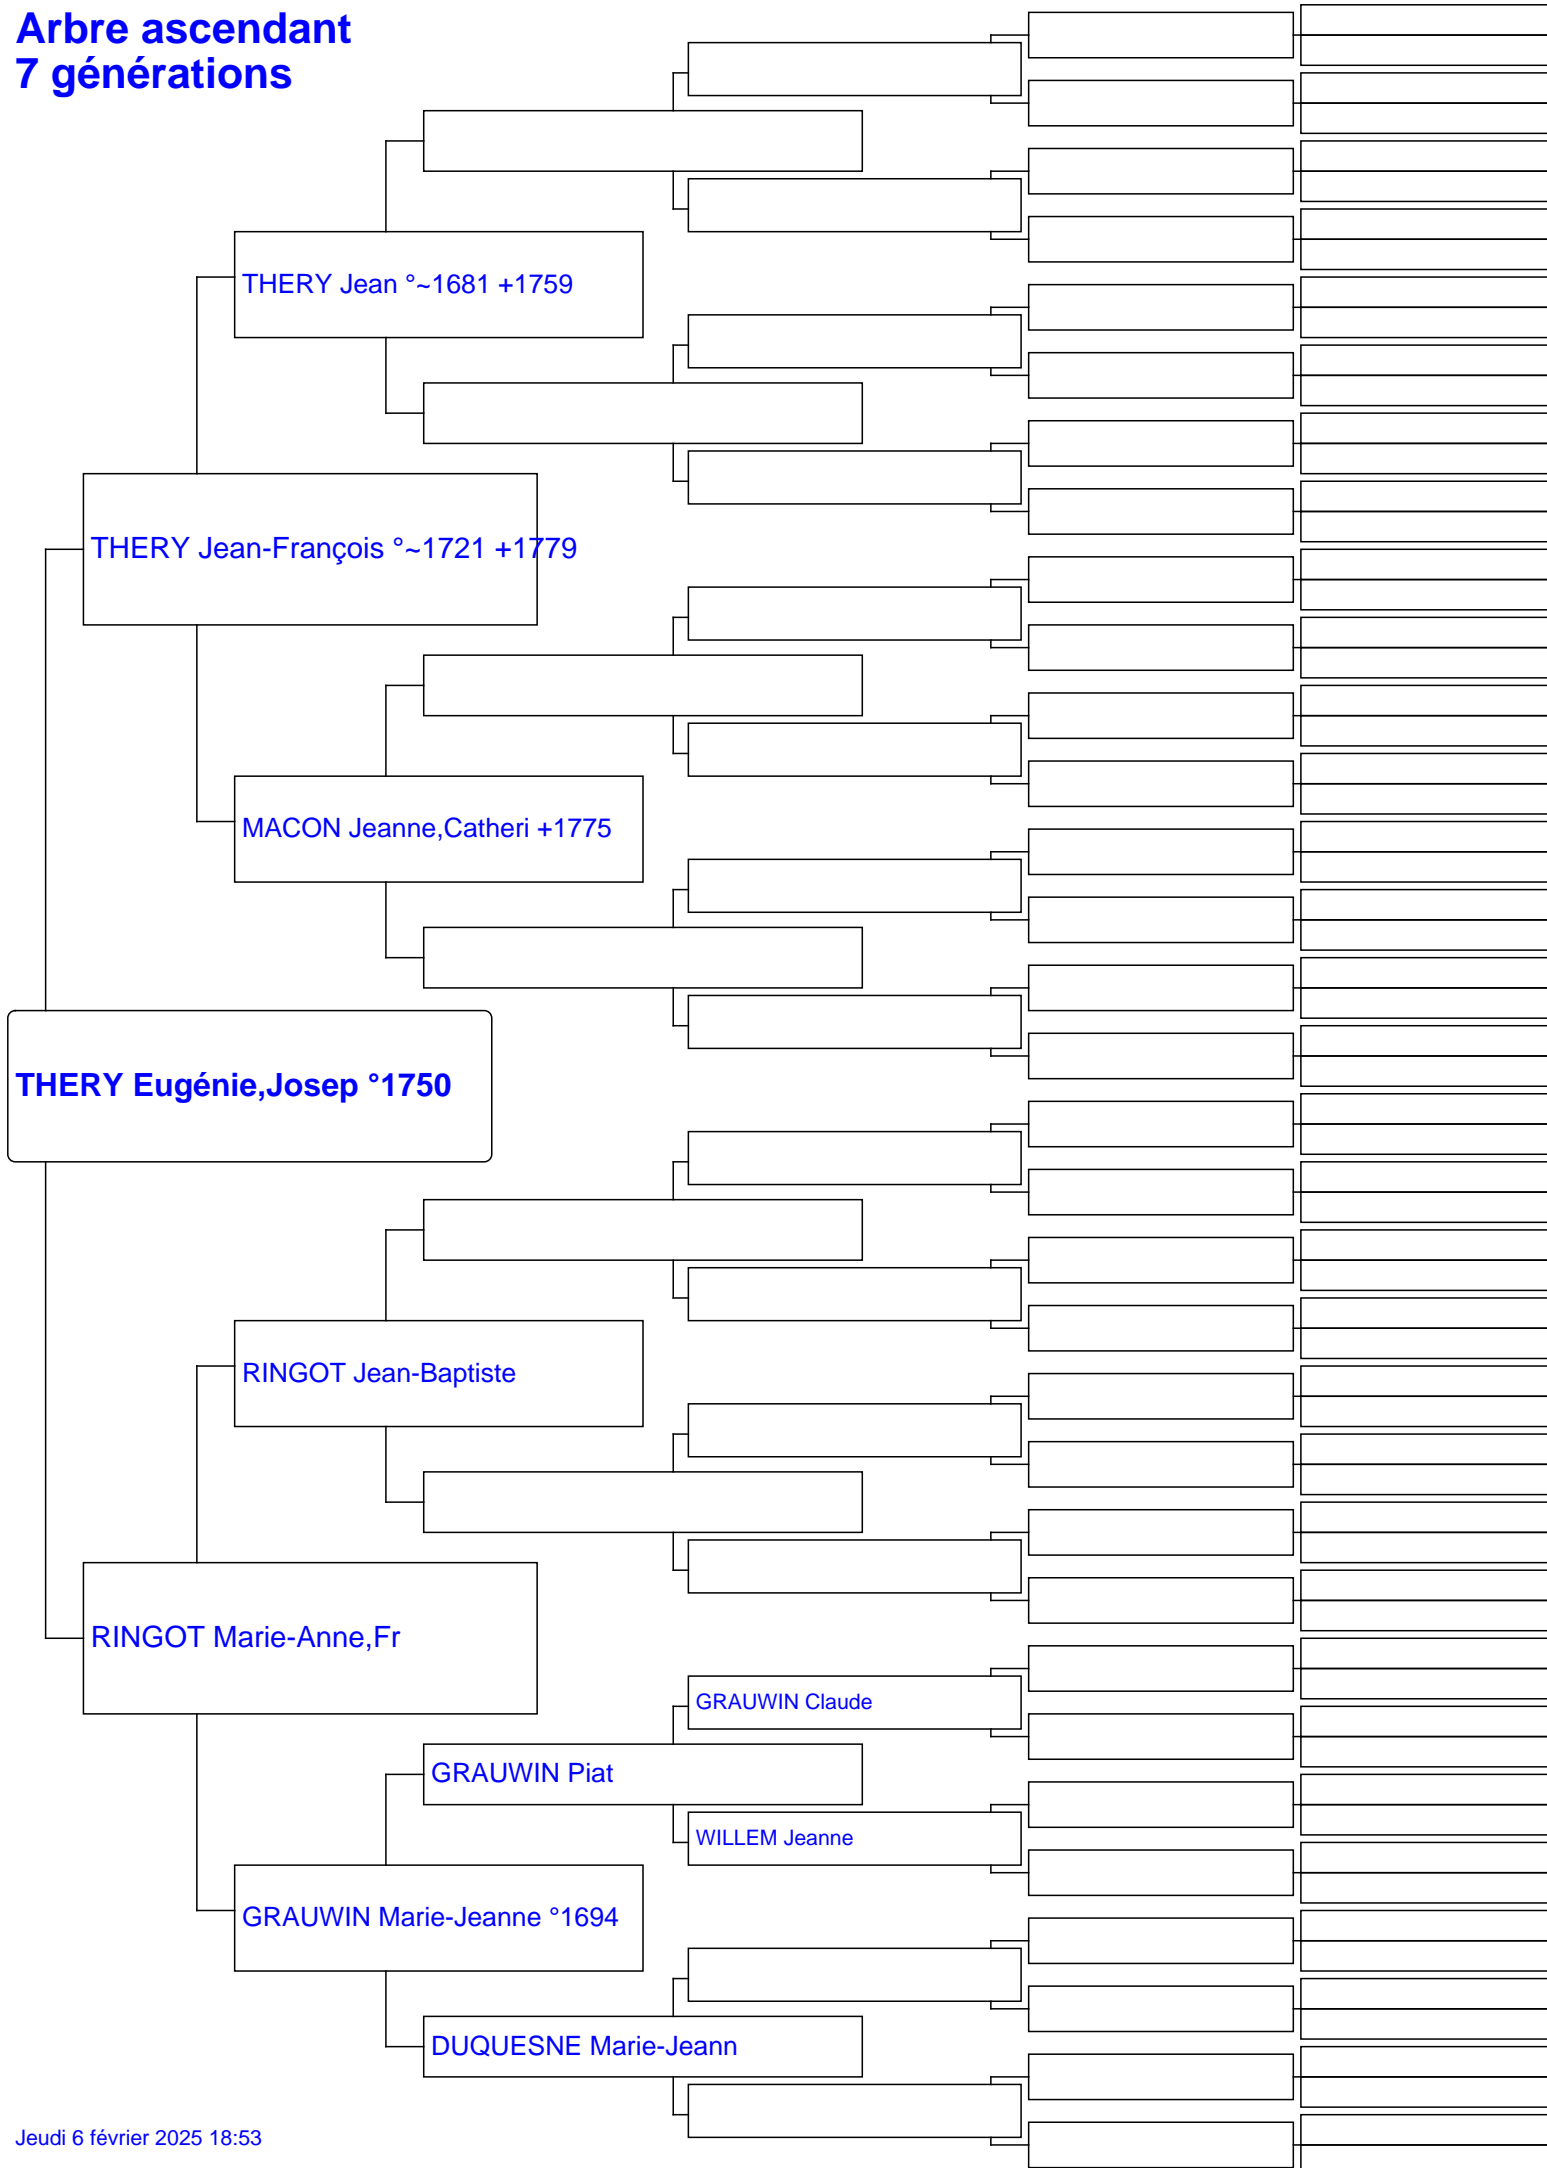 Arbre ascendant
7 générations
THERY Jean °~1681 +1759
THERY Jean-François °~1721 +1779
MACON Jeanne,Catheri +1775
THERY Eugénie,Josep °1750
RINGOT Jean-Baptiste
RINGOT Marie-Anne,Fr
GRAUWIN Claude
GRAUWIN Piat
WILLEM Jeanne
GRAUWIN Marie-Jeanne °1694
DUQUESNE Marie-Jeann
Jeudi 6 février 2025 18:53